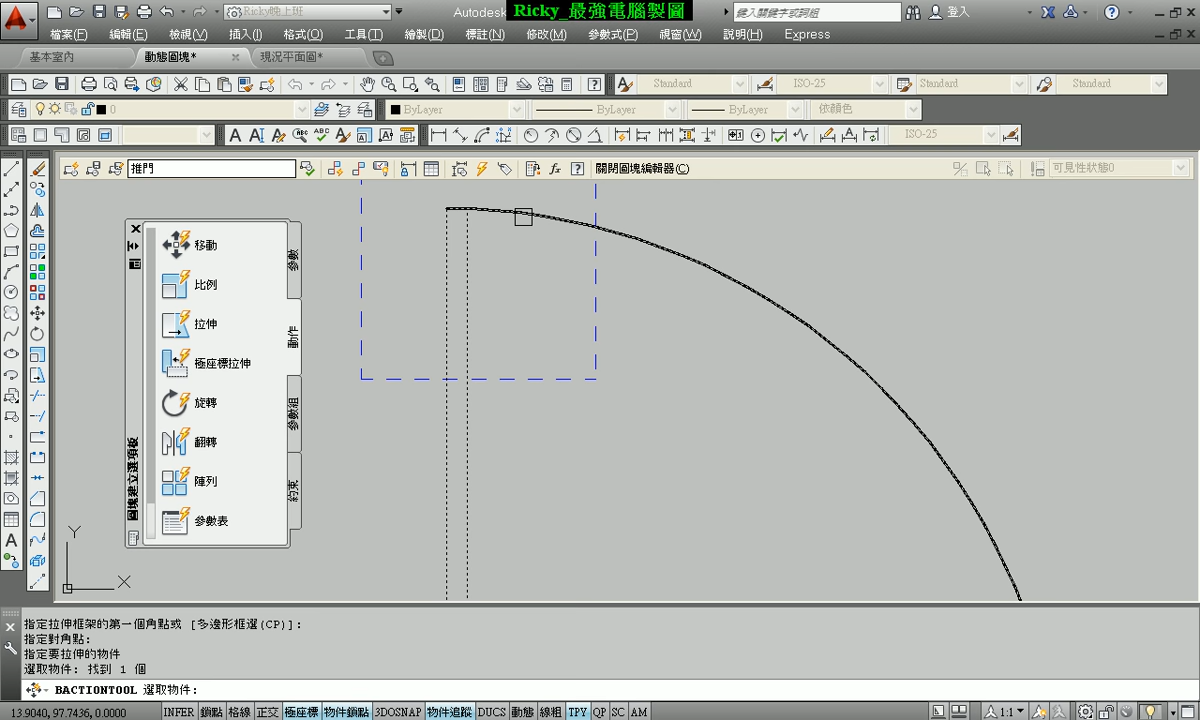 Autodesk
Ricky_最強電腦製圖
Ricky晚上班
鍵入關鍵字或詞組
登入
檔案(F) 編輯(E) 檢視(V) 插入(I) 格式(O) 工具(T) 繪製(D) 標註(N) 修改(M) 參數式(P) 視窗(W) 說明(H) Express
基本室內 動態圖塊* 現況平面圖*
Standard ISO-25 Standard Standard
0 ByLayer ByLayer ByLayer 依顏色
ISO-25
推門 關閉圖塊編輯器(C) 可見性狀態0
移動
比例
拉伸
極座標拉伸
旋轉
翻轉
陣列
參數表
參數
動作
參數組
約束
圖塊建立選項板
Y
X
指定拉伸框架的第一個角點或 [多邊形框選(CP)]:
指定對角點:
指定要拉伸的物件
選取物件: 找到 1 個
BACTIONTOOL 選取物件:
13.9040, 97.7436, 0.0000 INFER 鎖點 格線 正交 極座標 物件鎖點 3DOSNAP 物件追蹤 DUCS 動態 線粗 TPY QP SC AM 1:1